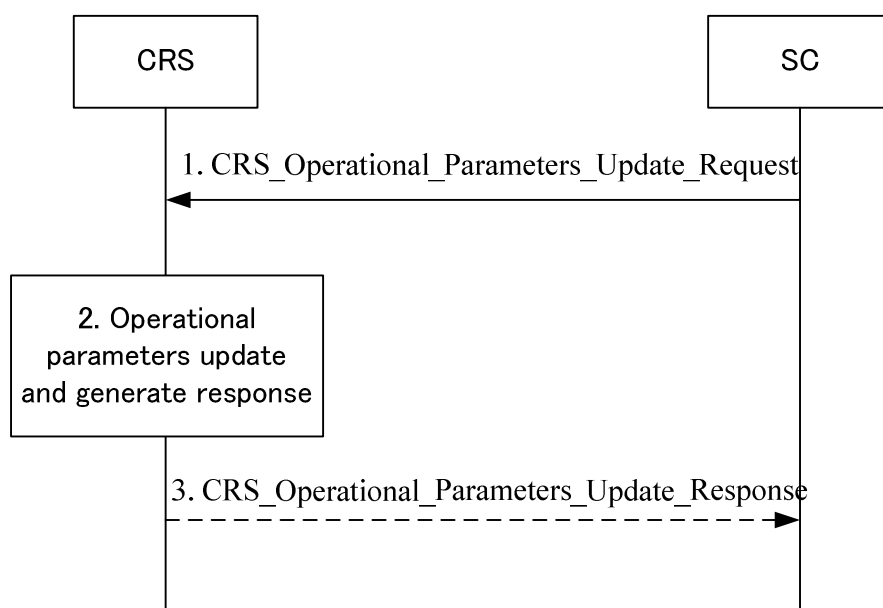 CRS
SC
1. CRS_Operational_Parameters_Update_Request
2. Operational
parameters update
and generate response
3. CRS_Operational_Parameters_Update_Response